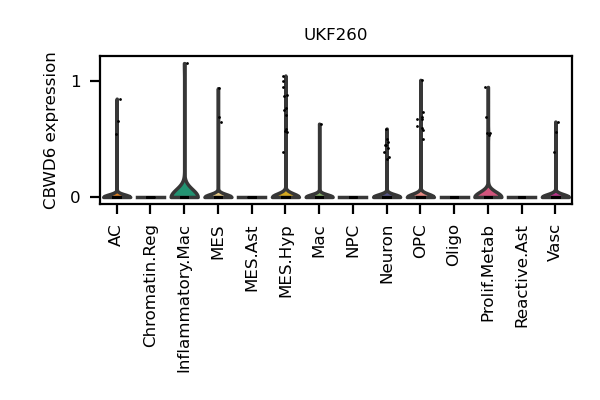 UKF260
CBWD6 expression
1
0
AC
Chromatin.Reg
Inflammatory.Mac
MES
MES.Ast
MES.Hyp
Mac
NPC
Neuron
OPC
Oligo
Prolif.Metab
Reactive.Ast
Vasc